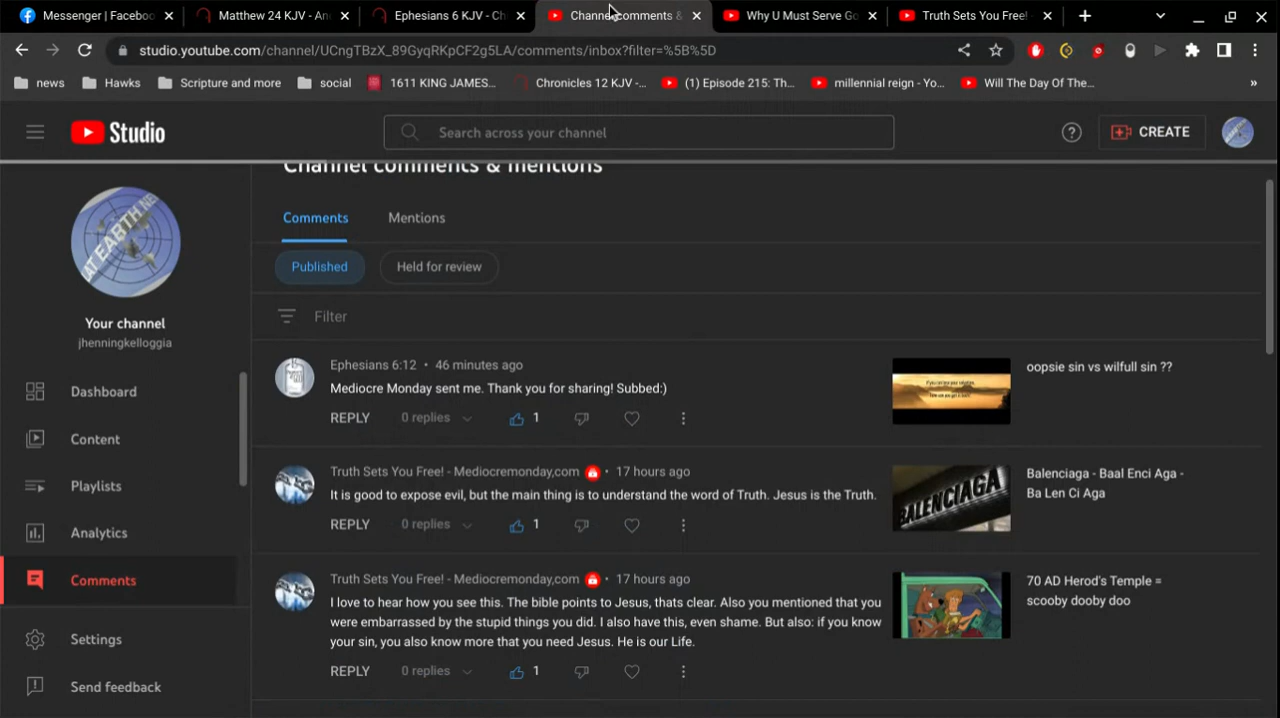 Messenger | Faceboo
Matthew 24 KJV - An
Ephesians 6 KJV - Ch
Channel comments &
Why U Must Serve Go
Truth Sets You Free! -
studio.youtube.com/channel/UCngTBzX_89GyqRKpCF2g5LA/comments/inbox?filter=%5B%5D
news
Hawks
Scripture and more
social
1611 KING JAMES...
Chronicles 12 KJV -...
(1) Episode 215: Th...
millennial reign - Yo...
Will The Day Of The...
»
Studio
Search across your channel
CREATE
Channel comments & mentions
AT EARTH NE
Your channel
jhenningkelloggia
Dashboard
Content
Playlists
Analytics
Comments
Settings
Send feedback
Comments
Mentions
Published
Held for review
Filter
Ephesians 6:12 • 46 minutes ago
Mediocre Monday sent me. Thank you for sharing! Subbed:)
REPLY 0 replies 1
oopsie sin vs wilfull sin ??
Truth Sets You Free! - Mediocremonday,com • 17 hours ago
It is good to expose evil, but the main thing is to understand the word of Truth. Jesus is the Truth.
REPLY 0 replies 1
BALENCIAGA
Balenciaga - Baal Enci Aga -
Ba Len Ci Aga
Truth Sets You Free! - Mediocremonday,com • 17 hours ago
I love to hear how you see this. The bible points to Jesus, thats clear. Also you mentioned that you
were embarrassed by the stupid things you did. I also have this, even shame. But also: if you know
your sin, you also know more that you need Jesus. He is our Life.
REPLY 0 replies 1
70 AD Herod's Temple =
scooby dooby doo